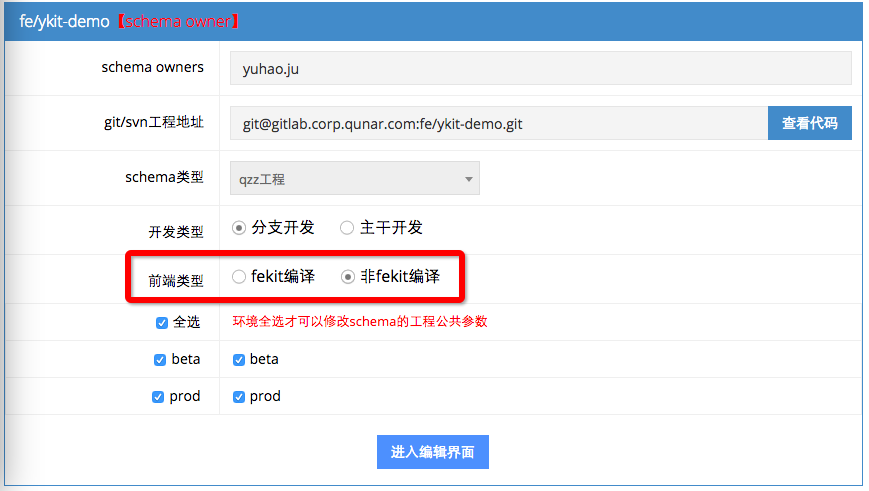 fe/ykit-demo【schema owner】
schema owners yuhao.ju
git/svn工程地址 git@gitlab.corp.qunar.com:fe/ykit-demo.git 查看代码
schema类型 qzz工程
开发类型 分支开发 主干开发
前端类型 fekit编译 非fekit编译
全选 环境全选才可以修改schema的工程公共参数
beta beta
prod prod
进入编辑界面